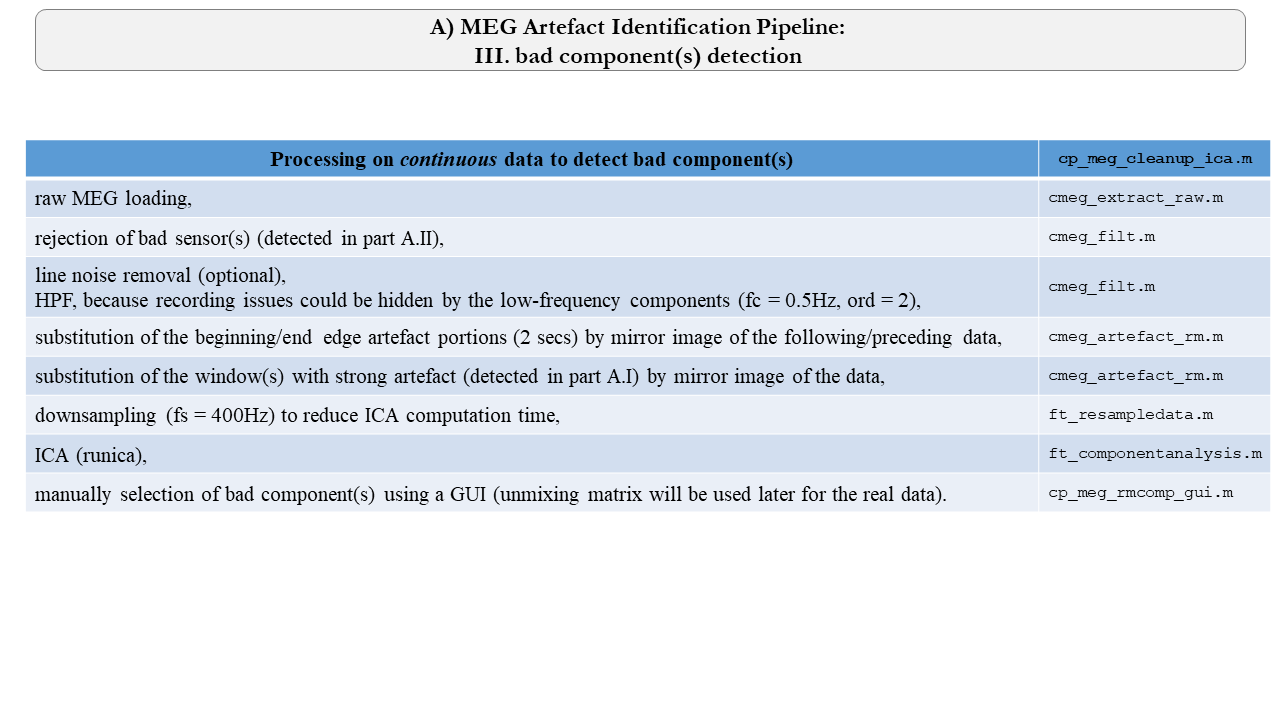 A) MEG Artefact Identification Pipeline:
III. bad component(s) detection
Processing on continuous data to detect bad component(s)
cp_meg_cleanup_ica.m
raw MEG loading,
cmeg_extract_raw.m
rejection of bad sensor(s) (detected in part A.II),
cmeg_filt.m
line noise removal (optional),
HPF, because recording issues could be hidden by the low-frequency components (fc = 0.5Hz, ord = 2),
cmeg_filt.m
substitution of the beginning/end edge artefact portions (2 secs) by mirror image of the following/preceding data,
cmeg_artefact_rm.m
substitution of the window(s) with strong artefact (detected in part A.I) by mirror image of the data,
cmeg_artefact_rm.m
downsampling (fs = 400Hz) to reduce ICA computation time,
ft_resampledata.m
ICA (runica),
ft_componentanalysis.m
manually selection of bad component(s) using a GUI (unmixing matrix will be used later for the real data).
cp_meg_rmcomp_gui.m